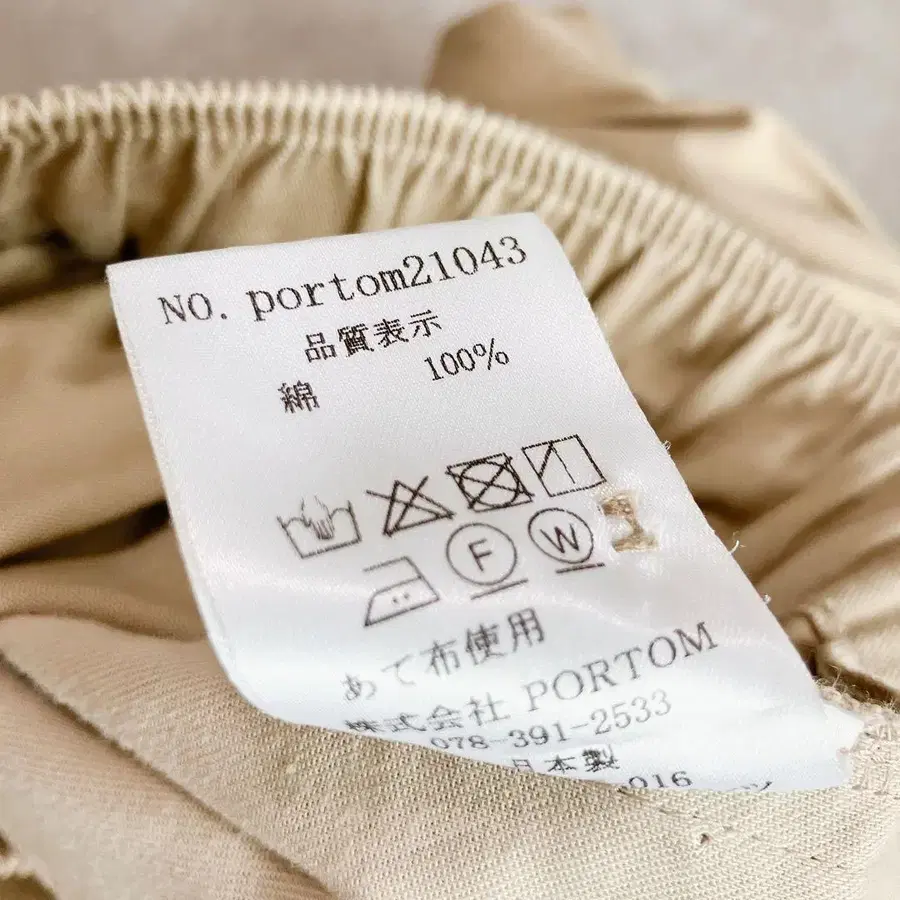 NO. portom21043
品質表示
綿 100%
F W
あて布使用
株式会社 PORTOM
078-391-2533
日本製
016